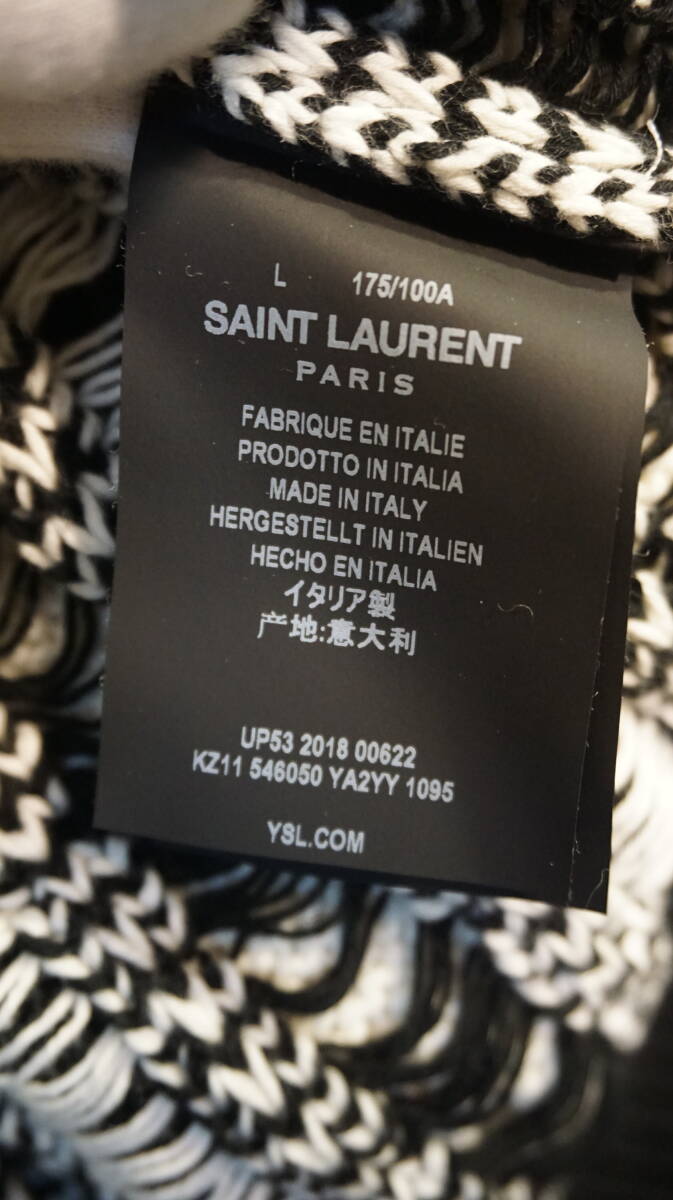 L 175/100A
SAINT LAURENT
PARIS
FABRIQUE EN ITALIE
PRODOTTO IN ITALIA
MADE IN ITALY
HERGESTELLT IN ITALIEN
HECHO EN ITALIA
イタリア製
产地:意大利
UP53 2018 00622
KZ11 546050 YA2YY 1095
YSL.COM